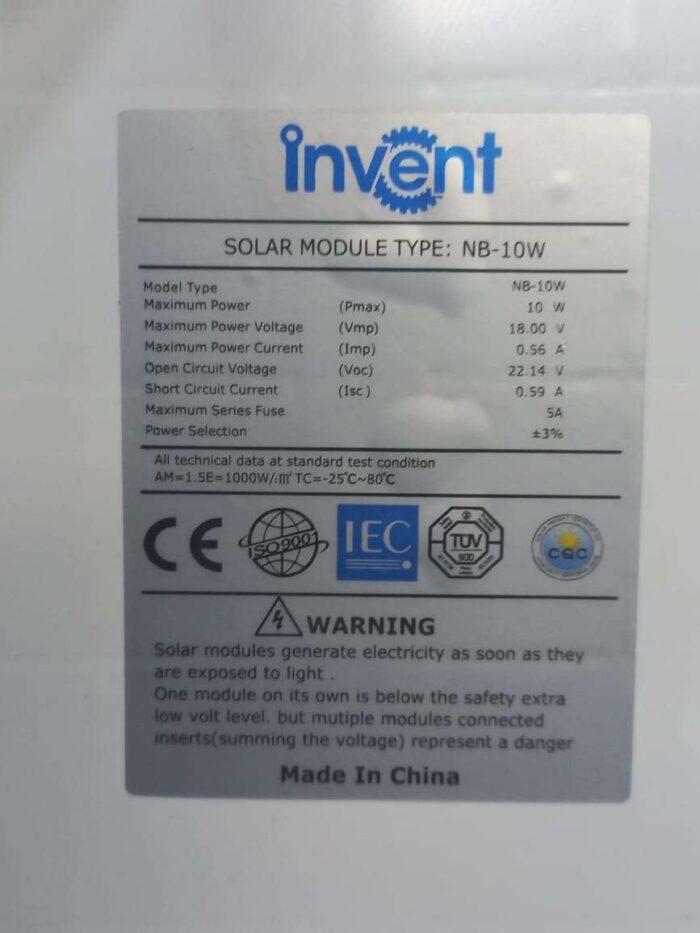 invent
SOLAR MODULE TYPE: NB-10W
Model Type NB-10W
Maximum Power (Pmax) 10 W
Maximum Power Voltage (Vmp) 18.00 V
Maximum Power Current (Imp) 0.56 A
Open Circuit Voltage (Voc) 22.14 V
Short Circuit Current (Isc) 0.59 A
Maximum Series Fuse 5A
Power Selection ±3%
All technical data at standard test condition
AM=1.5E=1000W/㎡ TC=-25℃~80℃
CE ISO9001 IEC TUV CQC
WARNING
Solar modules generate electricity as soon as they
are exposed to light .
One module on its own is below the safety extra
low volt level. but mutiple modules connected
inserts(summing the voltage) represent a danger
Made In China